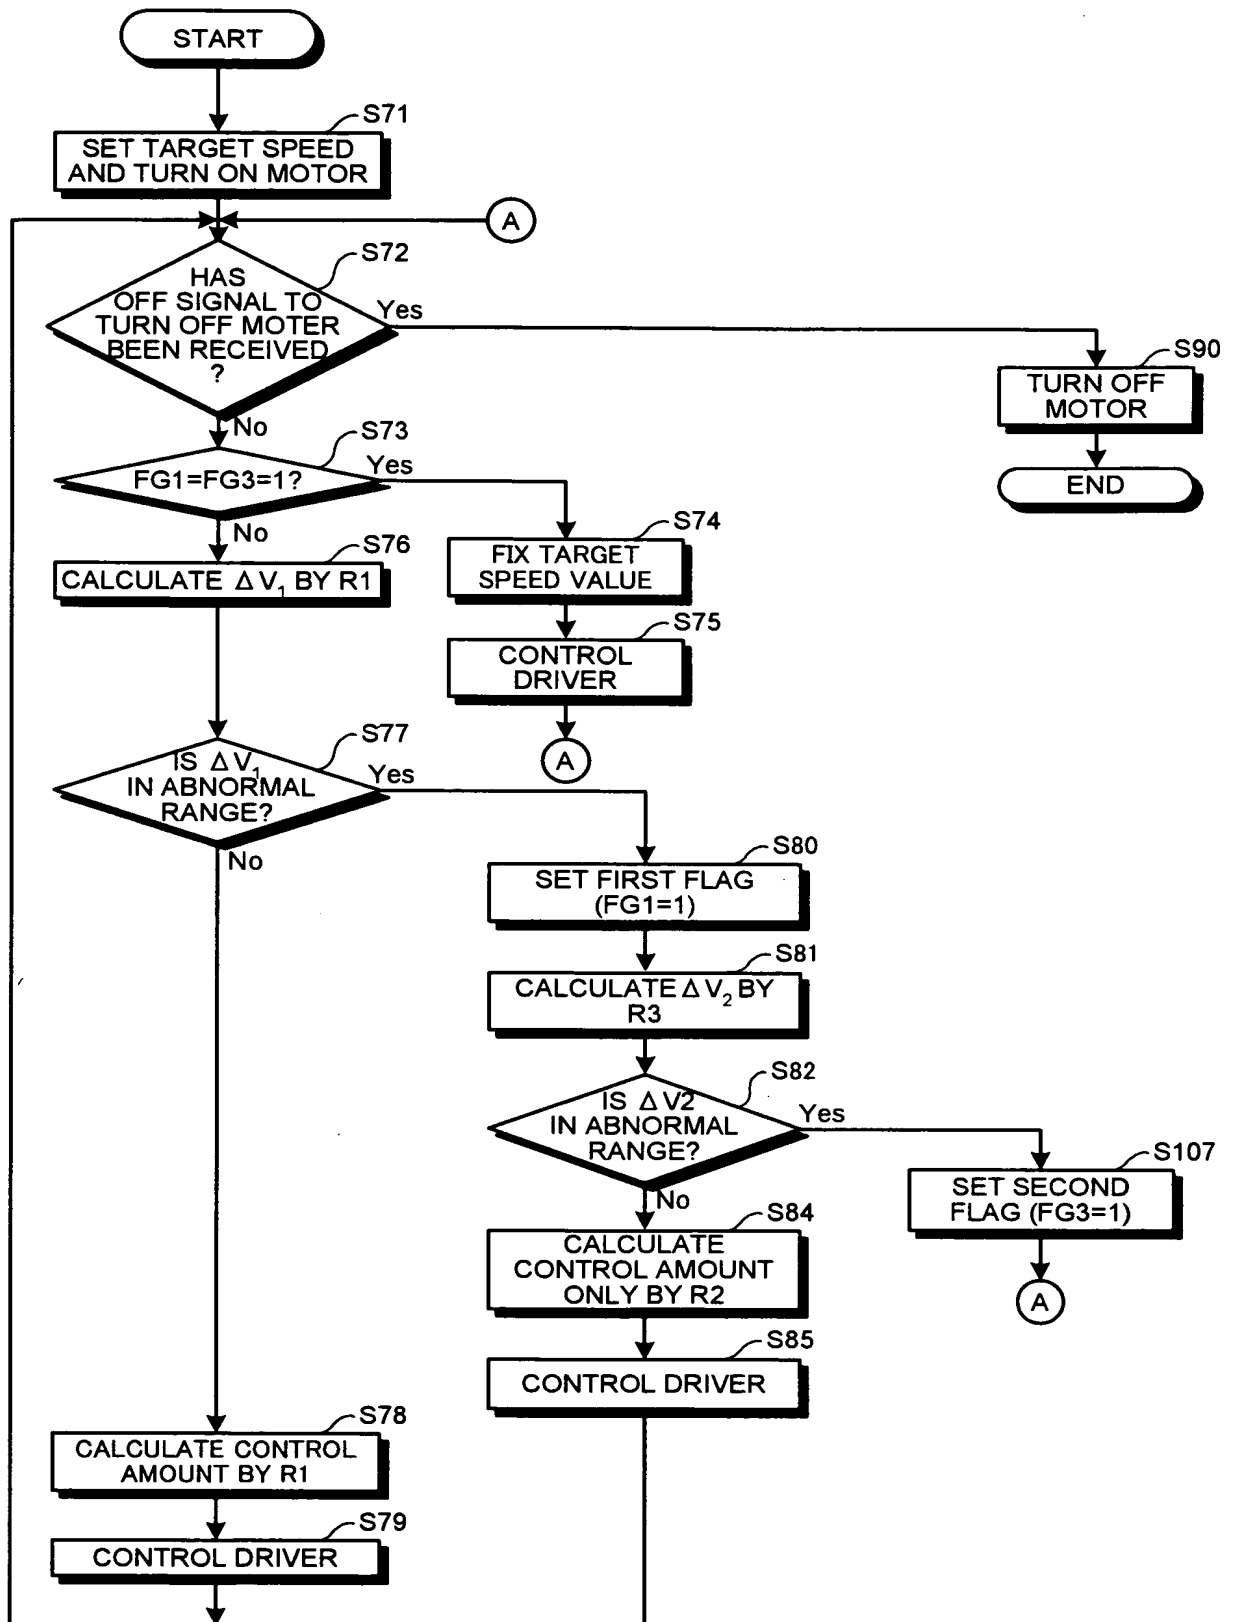 START
S71
SET TARGET SPEED
AND TURN ON MOTOR
A
S72
HAS
OFF SIGNAL TO
TURN OFF MOTER
BEEN RECEIVED
?
Yes
No
S90
TURN OFF
MOTOR
END
S73
FG1=FG3=1?
Yes
No
S74
FIX TARGET
SPEED VALUE
S75
CONTROL
DRIVER
A
S76
CALCULATE ΔV1 BY R1
S77
IS ΔV1
IN ABNORMAL
RANGE?
Yes
No
S80
SET FIRST FLAG
(FG1=1)
S81
CALCULATE ΔV2 BY
R3
S82
IS ΔV2
IN ABNORMAL
RANGE?
Yes
No
S107
SET SECOND
FLAG (FG3=1)
A
S84
CALCULATE
CONTROL AMOUNT
ONLY BY R2
S85
CONTROL DRIVER
S78
CALCULATE CONTROL
AMOUNT BY R1
S79
CONTROL DRIVER